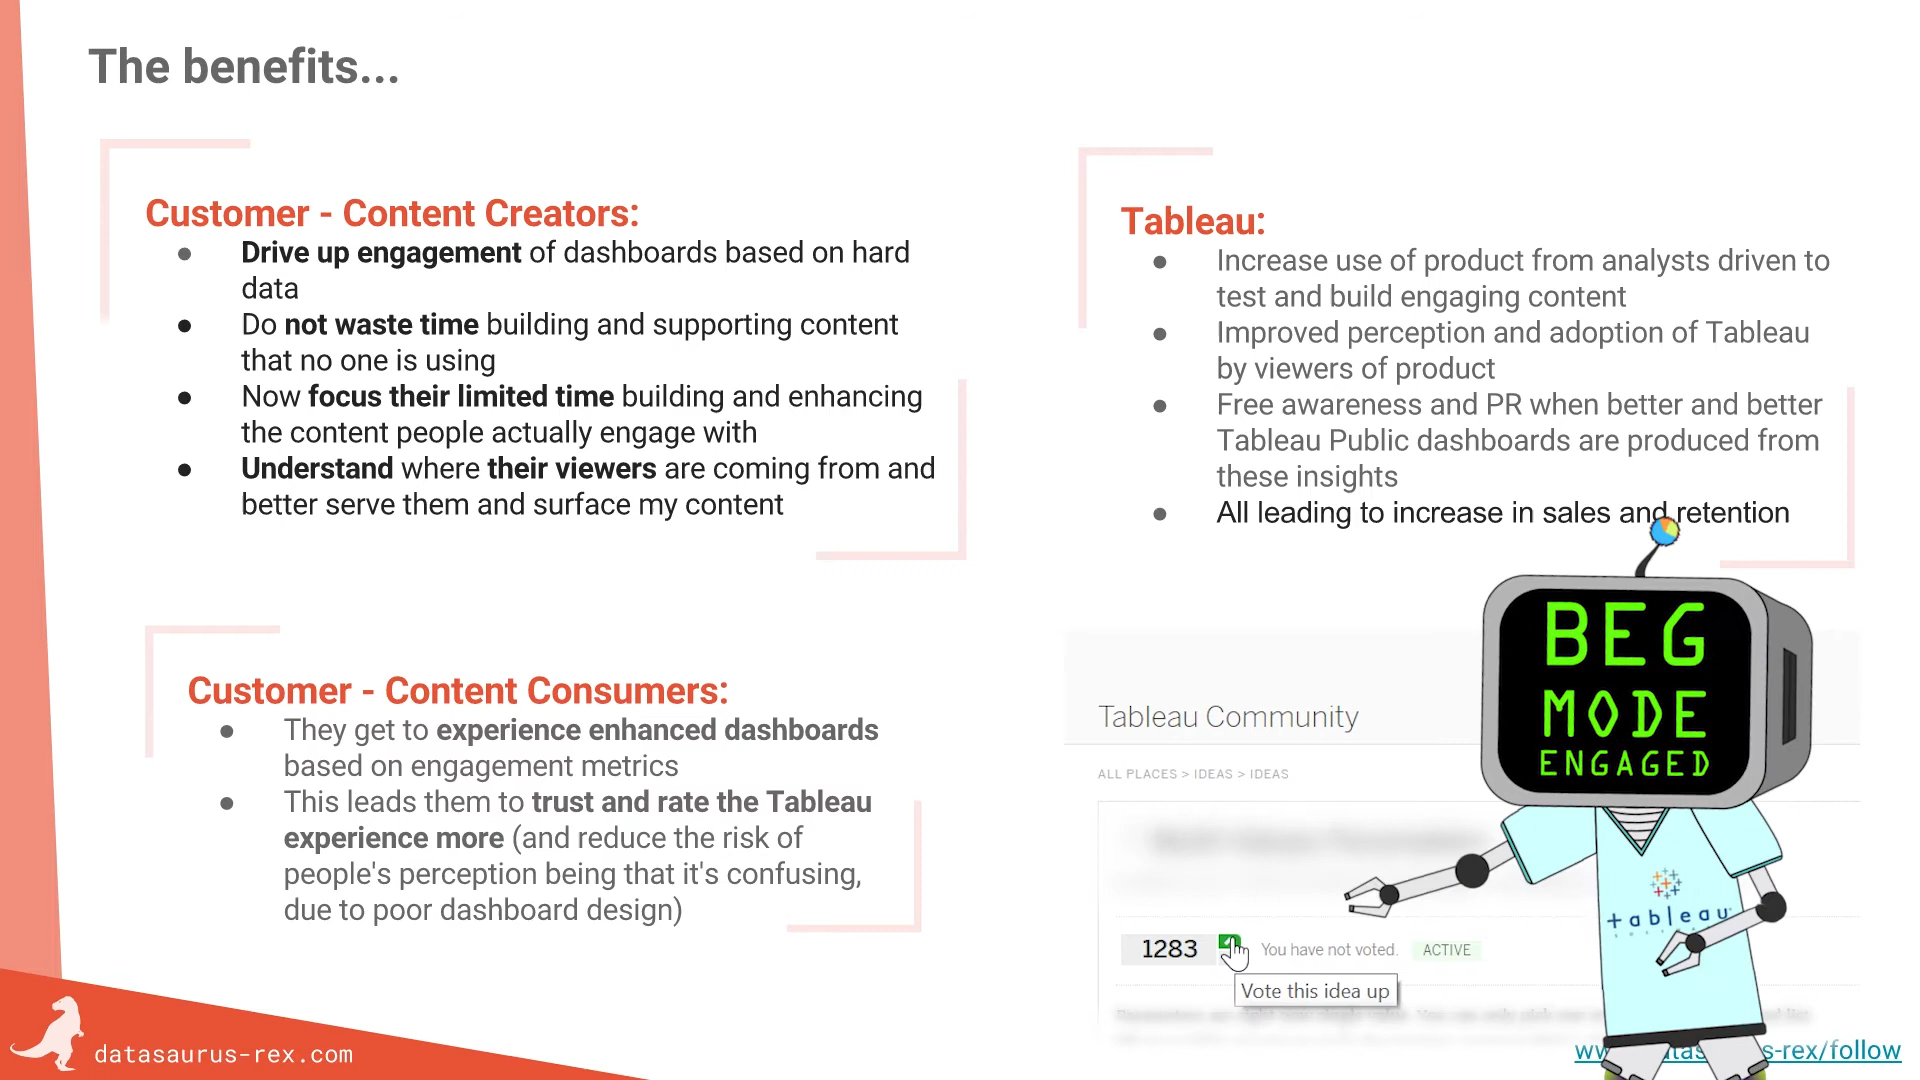 The benefits...
Customer - Content Creators:
● Drive up engagement of dashboards based on hard
data
● Do not waste time building and supporting content
that no one is using
● Now focus their limited time building and enhancing
the content people actually engage with
● Understand where their viewers are coming from and
better serve them and surface my content
Customer - Content Consumers:
● They get to experience enhanced dashboards
based on engagement metrics
● This leads them to trust and rate the Tableau
experience more (and reduce the risk of
people's perception being that it's confusing,
due to poor dashboard design)
Tableau:
● Increase use of product from analysts driven to
test and build engaging content
● Improved perception and adoption of Tableau
by viewers of product
● Free awareness and PR when better and better
Tableau Public dashboards are produced from
these insights
● All leading to increase in sales and retention
BEG
MODE
ENGAGED
Tableau Community
ALL PLACES > IDEAS > IDEAS
1283 You have not voted. ACTIVE
Vote this idea up
tableau
datasaurus-rex.com
s-rex/follow